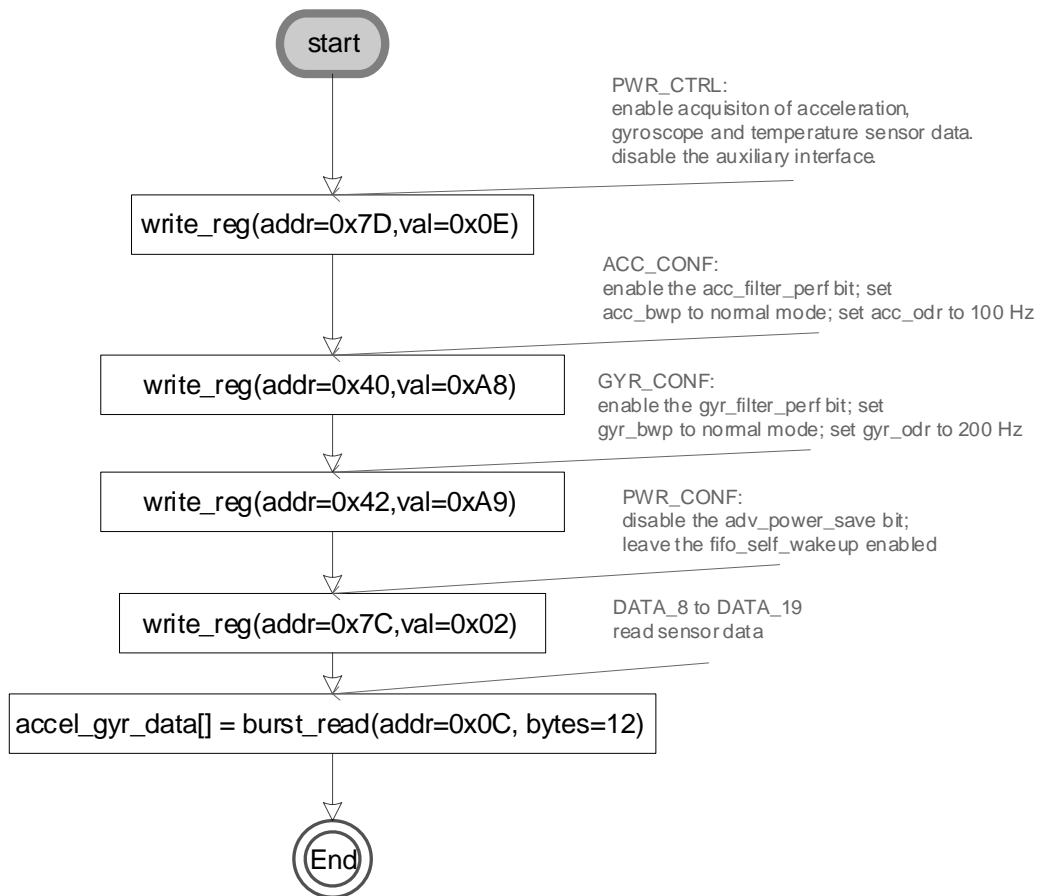 start
PWR_CTRL:
enable acquisiton of acceleration,
gyroscope and temperature sensor data.
disable the auxiliary interface.
write_reg(addr=0x7D,val=0x0E)
ACC_CONF:
enable the acc_filter_perf bit; set
acc_bwp to normal mode; set acc_odr to 100 Hz
write_reg(addr=0x40,val=0xA8)
GYR_CONF:
enable the gyr_filter_perf bit; set
gyr_bwp to normal mode; set gyr_odr to 200 Hz
write_reg(addr=0x42,val=0xA9)
PWR_CONF:
disable the adv_power_save bit;
leave the fifo_self_wakeup enabled
write_reg(addr=0x7C,val=0x02)
DATA_8 to DATA_19
read sensor data
accel_gyr_data[] = burst_read(addr=0x0C, bytes=12)
End